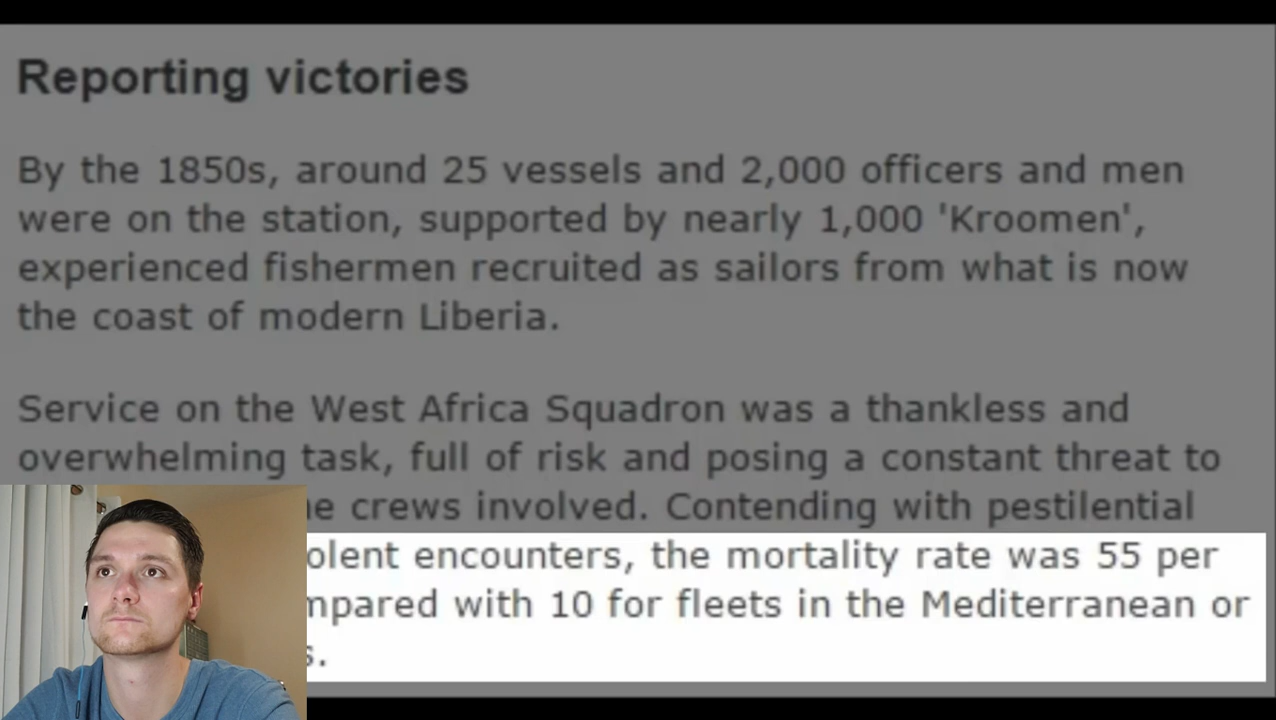 Reporting victories
By the 1850s, around 25 vessels and 2,000 officers and men
were on the station, supported by nearly 1,000 'Kroomen',
experienced fishermen recruited as sailors from what is now
the coast of modern Liberia.
Service on the West Africa Squadron was a thankless and
overwhelming task, full of risk and posing a constant threat to
crews involved. Contending with pestilential
encounters, the mortality rate was 55 per
with 10 for fleets in the Mediterranean or